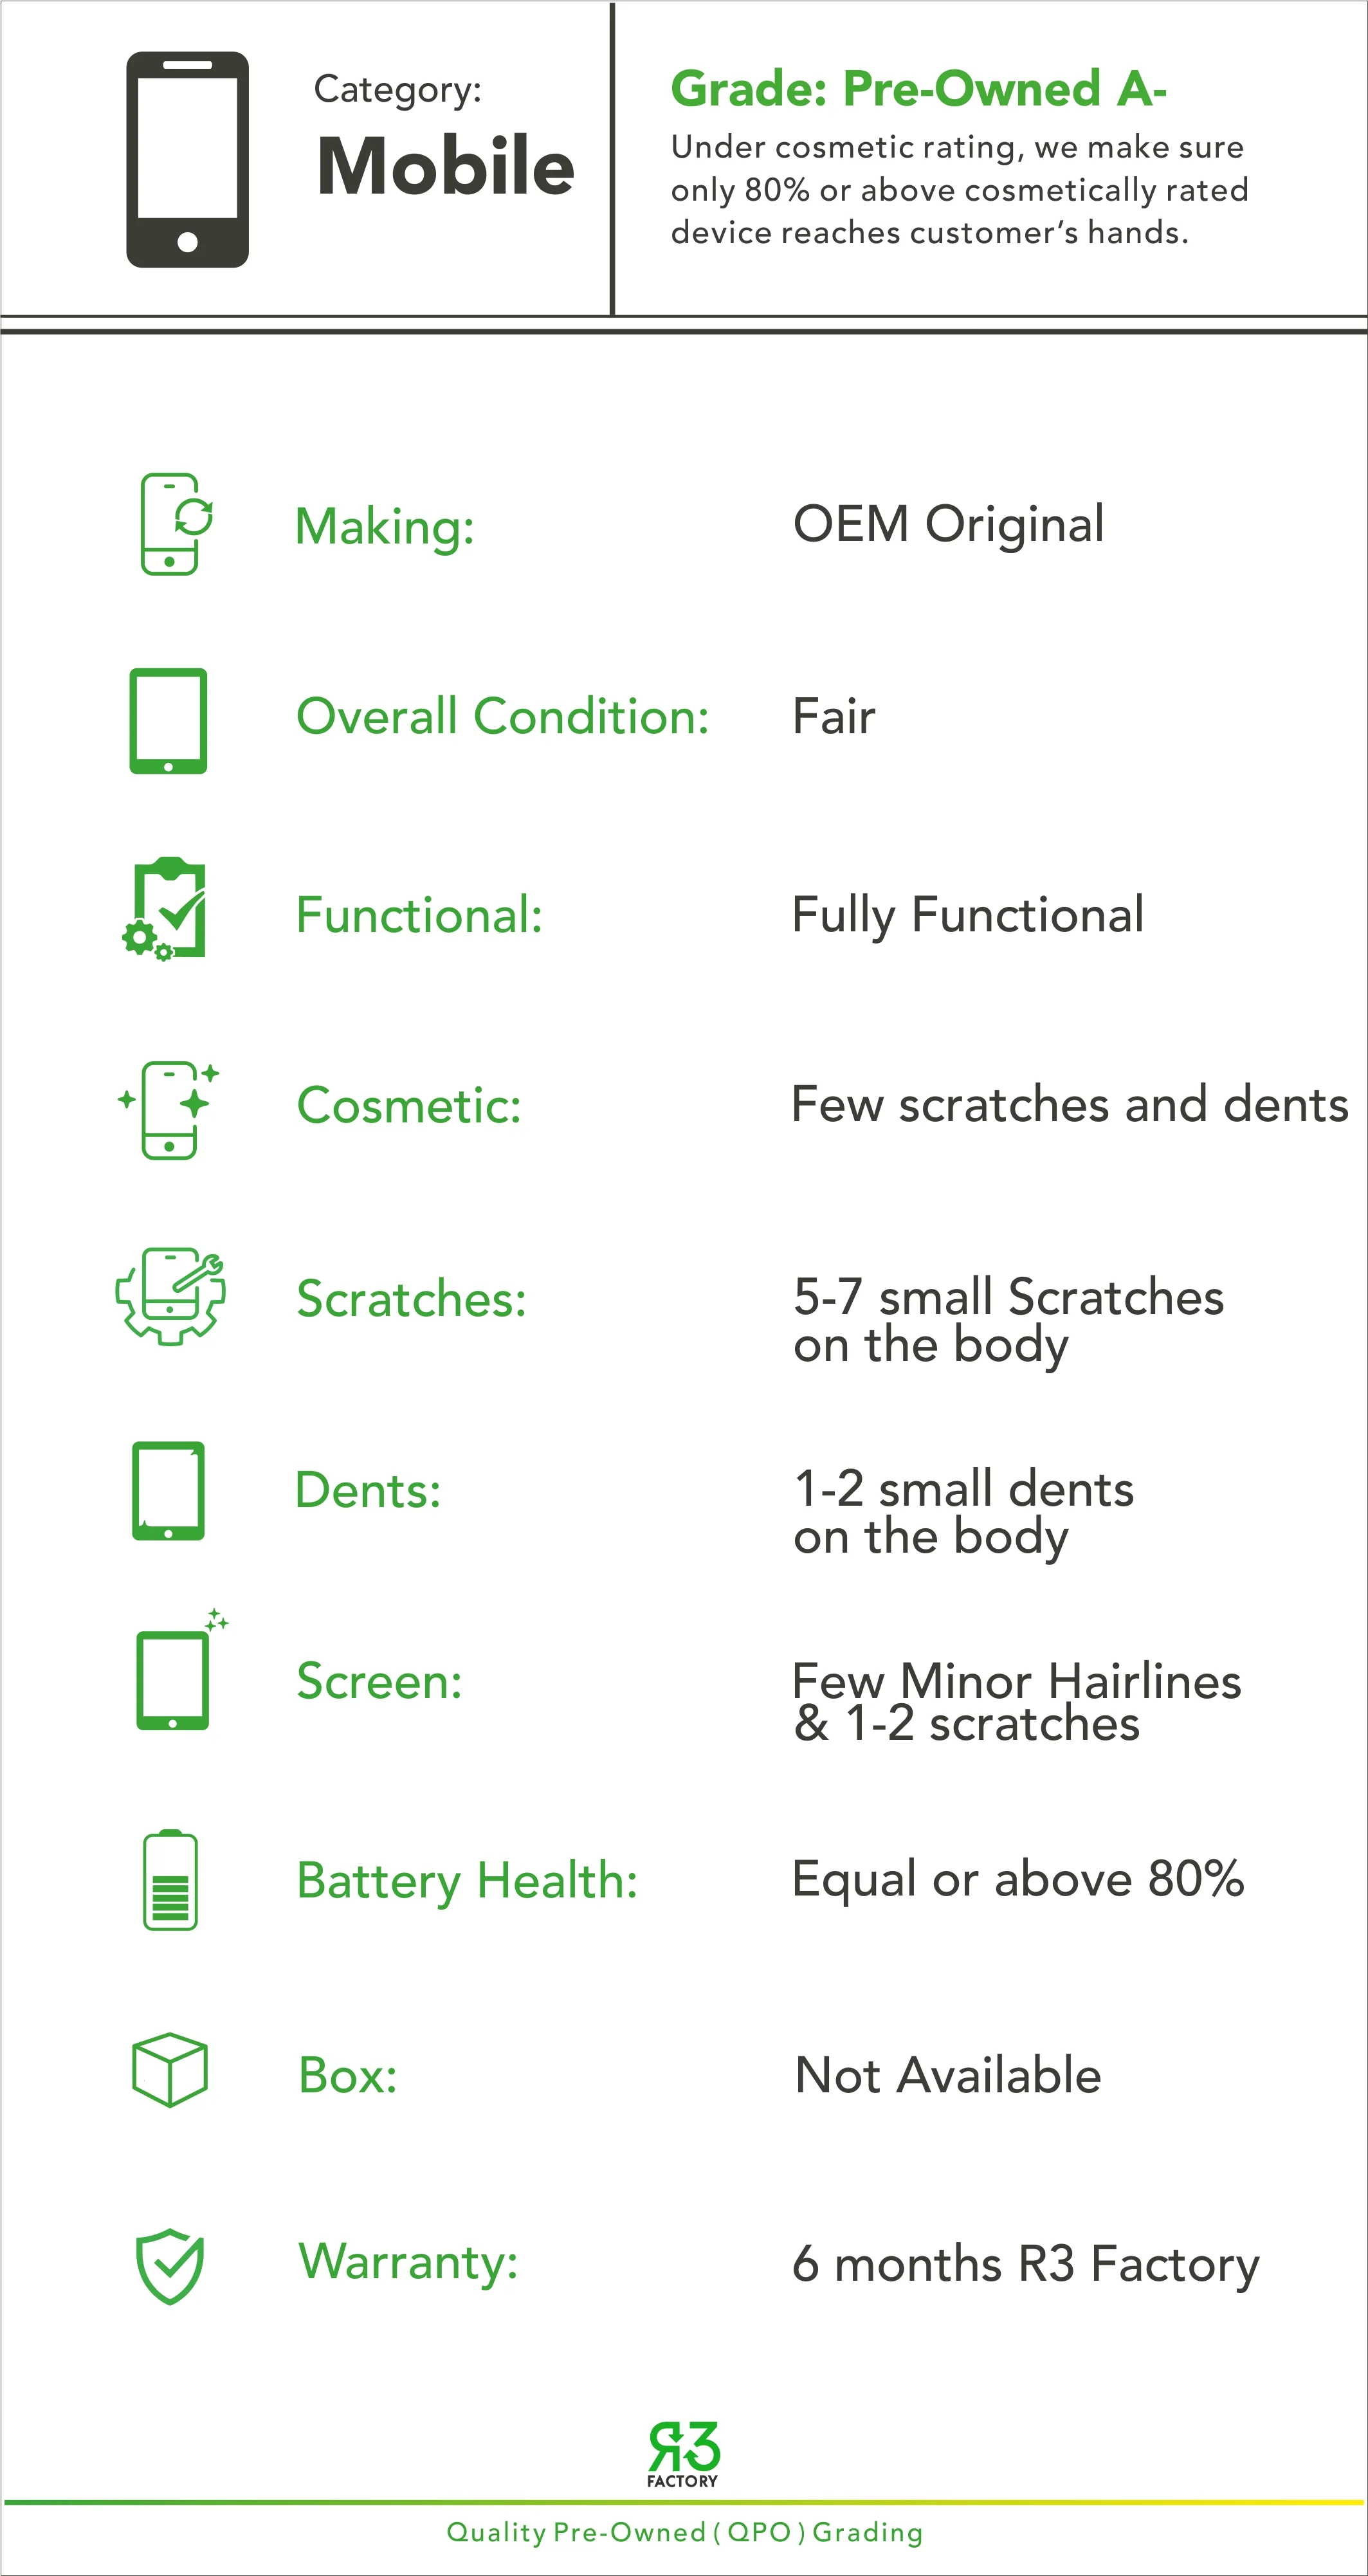 Category:
Mobile
Grade: Pre-Owned A-
Under cosmetic rating, we make sure
only 80% or above cosmetically rated
device reaches customer's hands.
Making:
OEM Original
Overall Condition:
Fair
Functional:
Fully Functional
Cosmetic:
Few scratches and dents
Scratches:
5-7 small Scratches
on the body
Dents:
1-2 small dents
on the body
Screen:
Few Minor Hairlines
& 1-2 scratches
Battery Health:
Equal or above 80%
Box:
Not Available
Warranty:
6 months R3 Factory
R3
FACTORY
Quality Pre-Owned ( QPO ) Grading